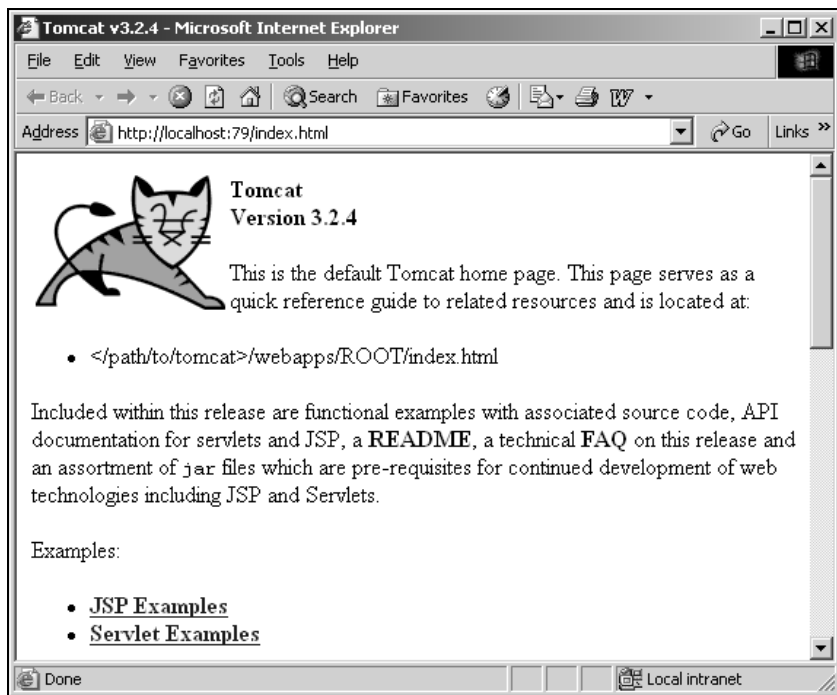 Tomcat v3.2.4 - Microsoft Internet Explorer
File Edit View Favorites Tools Help
Back Search Favorites
Address http://localhost:79/index.html Go Links »
Tomcat
Version 3.2.4
This is the default Tomcat home page. This page serves as a
quick reference guide to related resources and is located at:
• </path/to/tomcat>/webapps/ROOT/index.html
Included within this release are functional examples with associated source code, API
documentation for servlets and JSP, a README, a technical FAQ on this release and
an assortment of jar files which are pre-requisites for continued development of web
technologies including JSP and Servlets.
Examples:
• JSP Examples
• Servlet Examples
Done Local intranet